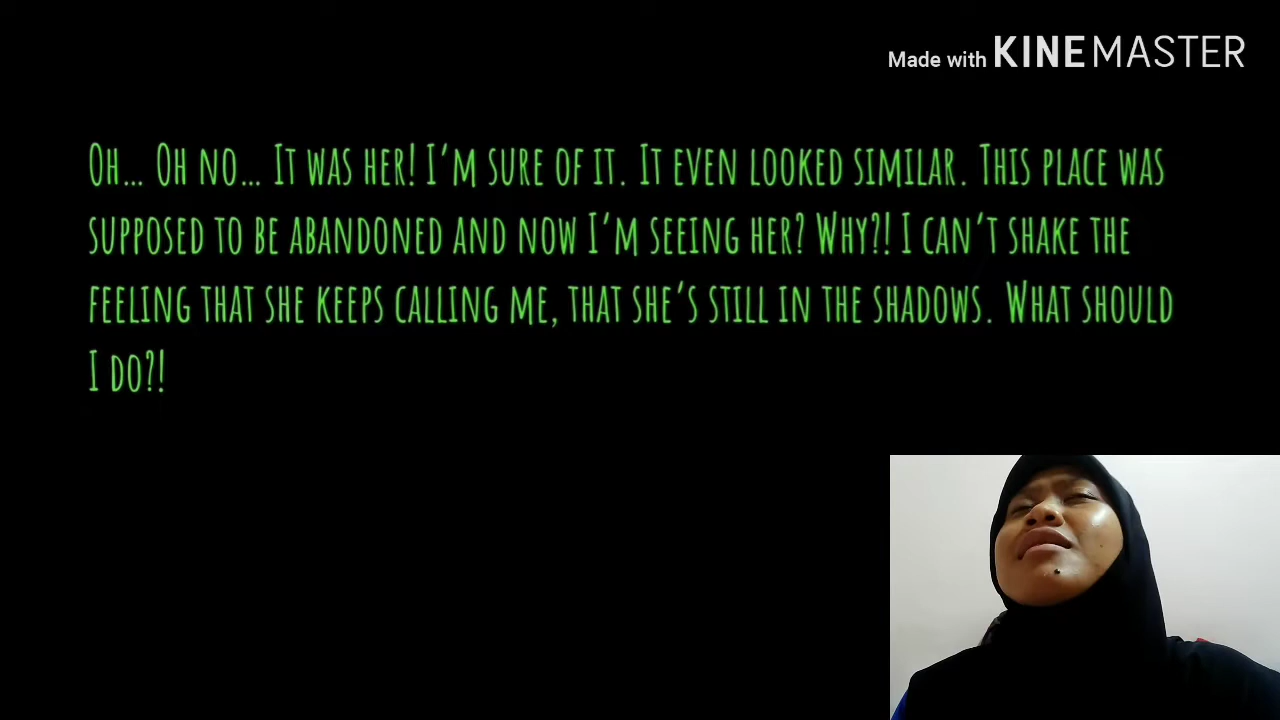 Made with KINEMASTER
Oh... Oh no... It was her! I'm sure of it. It even looked similar. This place was
supposed to be abandoned and now I'm seeing her? Why?! I can't shake the
feeling that she keeps calling me, that she's still in the shadows. What should
I do?!